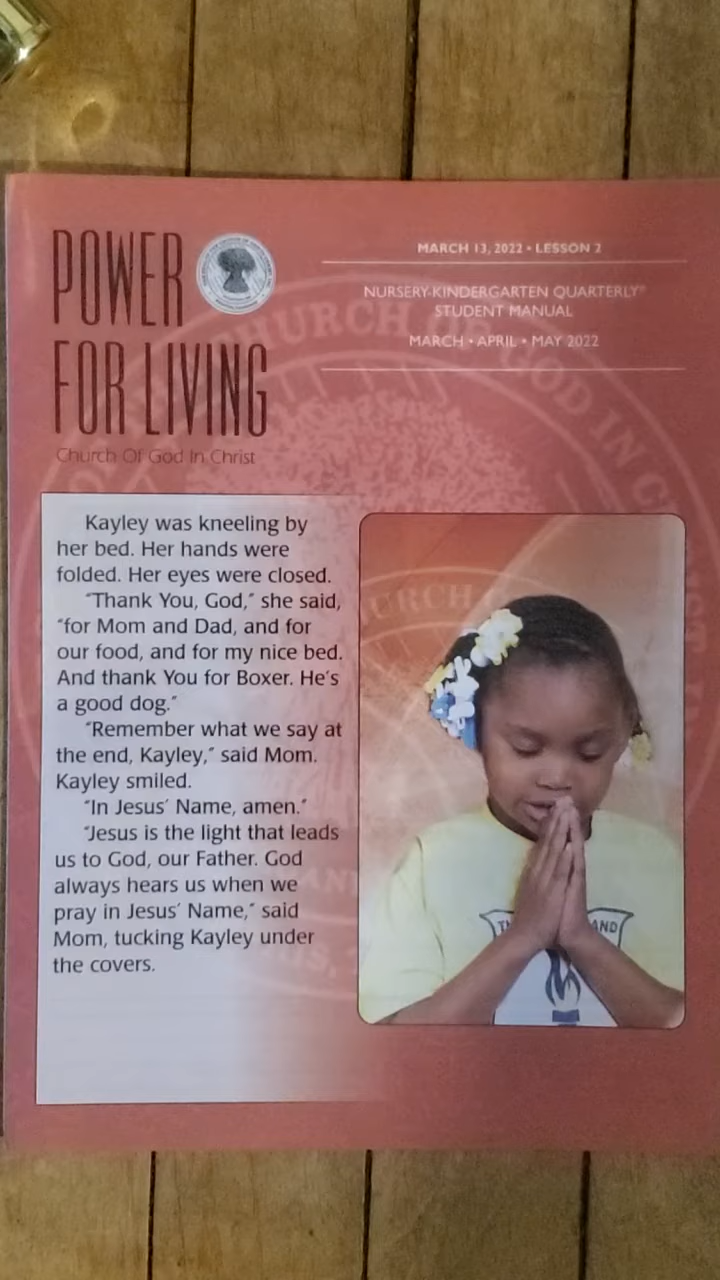 POWER
FOR LIVING
Church Of God In Christ
MARCH 13, 2022 • LESSON 2
NURSERY-KINDERGARTEN QUARTERLY®
STUDENT MANUAL
MARCH • APRIL • MAY 2022
Kayley was kneeling by
her bed. Her hands were
folded. Her eyes were closed.
"Thank You, God," she said,
"for Mom and Dad, and for
our food, and for my nice bed.
And thank You for Boxer. He's
a good dog."
"Remember what we say at
the end, Kayley," said Mom.
Kayley smiled.
"In Jesus' Name, amen."
"Jesus is the light that leads
us to God, our Father. God
always hears us when we
pray in Jesus' Name," said
Mom, tucking Kayley under
the covers.
CHURCH OF GOD IN
AND